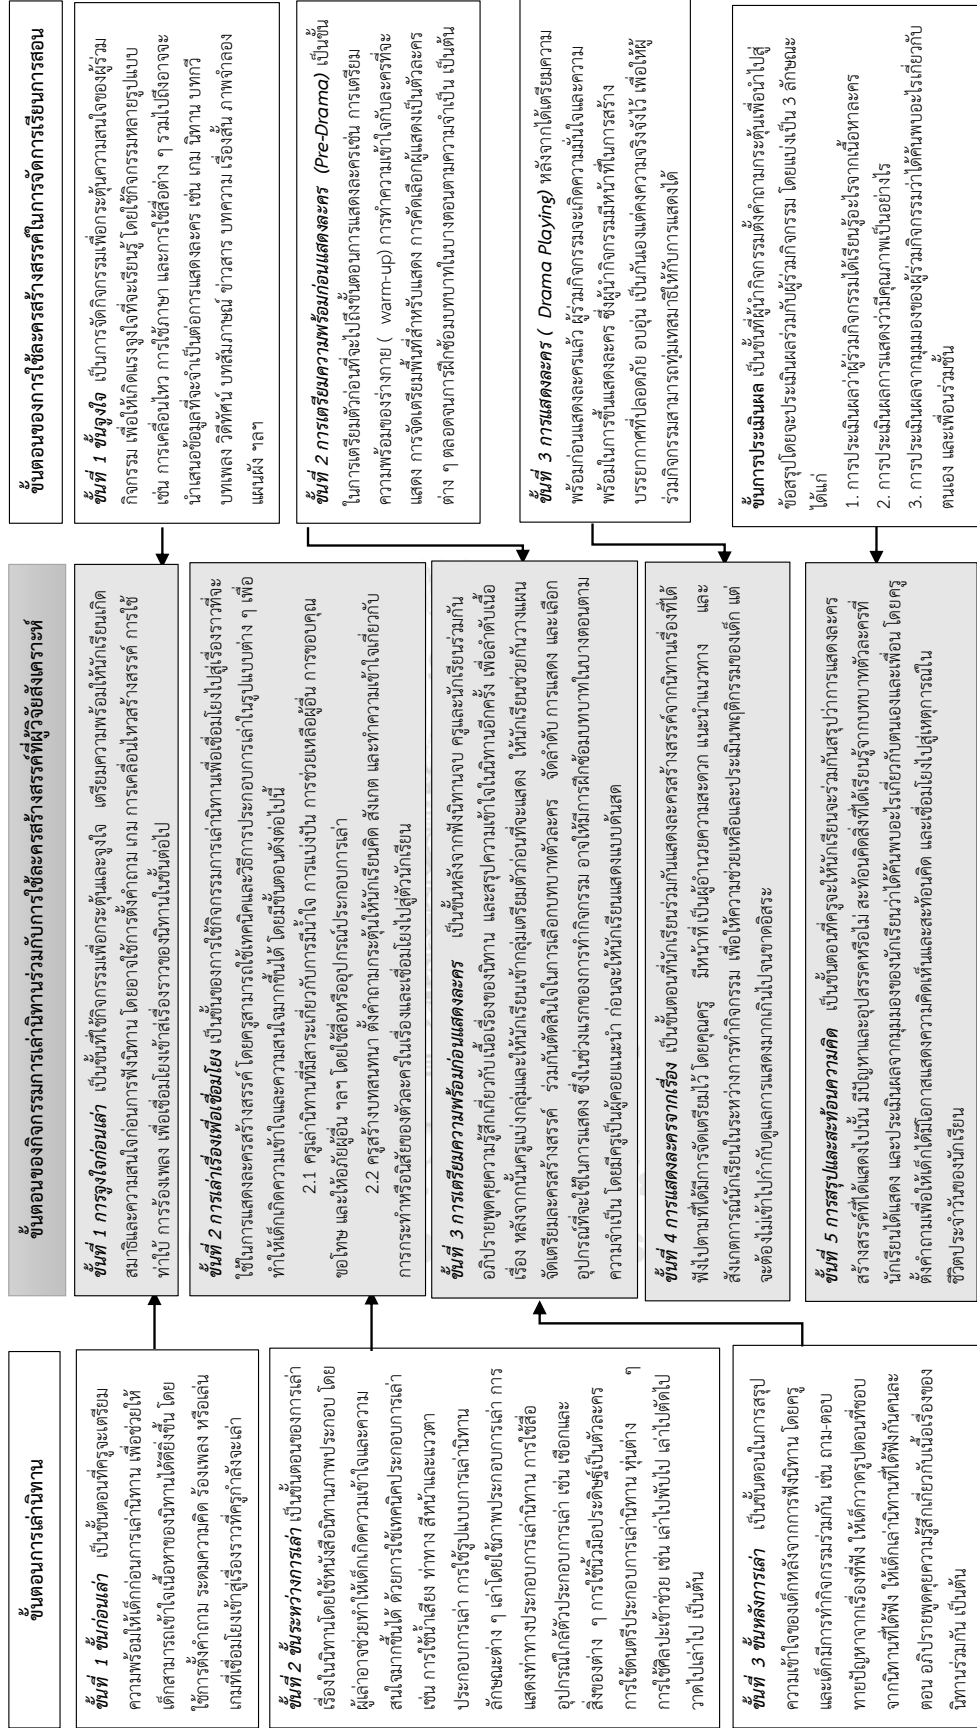 ขั้นตอนการเล่านิทาน
ขั้นที่ 1 ขั้นก่อนเล่า เป็นขั้นตอนที่ครูจะเตรียม
ความพร้อมให้เด็กก่อนการเล่านิทาน เพื่อช่วยให้
เด็กสามารถเข้าใจเนื้อหาของนิทานได้ดียิ่งขึ้น โดย
ใช้การตั้งคำถาม ระดมความคิด ร้องเพลง หรือเล่น
เกมที่เชื่อมโยงเข้าสู่เรื่องราวที่ครูกำลังจะเล่า
ขั้นที่ 2 ขั้นระหว่างการเล่า เป็นขั้นตอนของการเล่า
เรื่องในนิทานโดยใช้หนังสือนิทานภาพประกอบ โดย
ผู้เล่าอาจช่วยทำให้เด็กเกิดความเข้าใจและความ
สนใจมากขึ้นได้ ด้วยการใช้เทคนิคประกอบการเล่า
เช่น การใช้น้ำเสียง ท่าทาง สีหน้าและแววตา
ประกอบการเล่า การใช้รูปแบบการเล่านิทาน
ลักษณะต่าง ๆ เล่าโดยใช้ภาพประกอบการเล่า การ
แสดงท่าทางประกอบการเล่านิทาน การใช้สื่อ
อุปกรณ์ใกล้ตัวประกอบการเล่า เช่น เชือกและ
สิ่งของต่าง ๆ การใช้นิ้วมือประดิษฐ์เป็นตัวละคร
การใช้ดนตรีประกอบการเล่านิทาน หุ่นต่าง ๆ
การใช้ศิลปะเข้าช่วย เช่น เล่าไปพับไป เล่าไปตัดไป
วาดไปเล่าไป เป็นต้น
ขั้นที่ 3 ขั้นหลังการเล่า เป็นขั้นตอนในการสรุป
ความเข้าใจของเด็กหลังจากการฟังนิทาน โดยครู
และเด็กมีการทำกิจกรรมร่วมกัน เช่น ถาม-ตอบ
ทายปัญหาจากเรื่องที่ฟัง ให้เด็กวาดรูปตอนที่ชอบ
จากนิทานที่ได้ฟัง ให้เด็กเล่านิทานที่ได้ฟังกันคนละ
ตอน อภิปรายพูดคุยความรู้สึกเกี่ยวกับเนื้อเรื่องของ
นิทานร่วมกัน เป็นต้น
ขั้นตอนของกิจกรรมการเล่านิทานร่วมกับการใช้ละครสร้างสรรค์ที่ผู้วิจัยสังเคราะห์
ขั้นที่ 1 การจูงใจก่อนเล่า เป็นขั้นที่ใช้กิจกรรมเพื่อกระตุ้นและจูงใจ เตรียมความพร้อมให้นักเรียนเกิด
สมาธิและความสนใจก่อนการฟังนิทาน โดยอาจใช้การตั้งคำถาม เกม การเคลื่อนไหวสร้างสรรค์ การใช้
ท่าใบ้ การร้องเพลง เพื่อเชื่อมโยงเข้าสู่เรื่องราวของนิทานในขั้นต่อไป
ขั้นที่ 2 การเล่าเรื่องเพื่อเชื่อมโยง เป็นขั้นของการใช้กิจกรรมการเล่านิทานเพื่อเชื่อมโยงไปสู่เรื่องราวที่จะ
ใช้ในการแสดงละครสร้างสรรค์ โดยครูสามารถใช้เทคนิคและวิธีการประกอบการเล่าในรูปแบบต่าง ๆ เพื่อ
ทำให้เด็กเกิดความเข้าใจและความสนใจมากขึ้นได้ โดยมีขั้นตอนดังต่อไปนี้
2.1 ครูเล่านิทานที่มีสาระเกี่ยวกับการมีน้ำใจ การแบ่งปัน การช่วยเหลือผู้อื่น การขอบคุณ
ขอโทษ และให้อภัยผู้อื่น ฯลฯ โดยใช้สื่อหรืออุปกรณ์ประกอบการเล่า
2.2 ครูสร้างบทสนทนา ตั้งคำถามกระตุ้นให้นักเรียนคิด สังเกต และทำความเข้าใจเกี่ยวกับ
การกระทำหรือนิสัยของตัวละครในเรื่องและเชื่อมโยงไปสู่ตัวนักเรียน
ขั้นที่ 3 การเตรียมความพร้อมก่อนแสดงละคร เป็นขั้นหลังจากฟังนิทานจบ ครูและนักเรียนร่วมกัน
อภิปรายพูดคุยความรู้สึกเกี่ยวกับเนื้อเรื่องของนิทาน และสรุปความเข้าใจในนิทานอีกครั้ง เพื่อลำดับเนื้อ
เรื่อง หลังจากนั้นครูแบ่งกลุ่มและให้นักเรียนเข้ากลุ่มเตรียมตัวก่อนที่จะแสดง ให้นักเรียนช่วยกันวางแผน
จัดเตรียมละครสร้างสรรค์ ร่วมกันตัดสินใจในการเลือกบทบาทตัวละคร จัดลำดับ การแสดง และเลือก
อุปกรณ์ที่จะใช้ในการแสดง ซึ่งในช่วงแรกของการทำกิจกรรม อาจให้มีการฝึกซ้อมบทบาทในบางตอนตาม
ความจำเป็น โดยมีครูเป็นผู้คอยแนะนำ ก่อนจะให้นักเรียนแสดงแบบด้นสด
ขั้นที่ 4 การแสดงละครจากเรื่อง เป็นขั้นตอนที่นักเรียนร่วมกันแสดงละครสร้างสรรค์จากนิทานเรื่องที่ได้
ฟังไปตามที่ได้มีการจัดเตรียมไว้ โดยคุณครู มีหน้าที่เป็นผู้อำนวยความสะดวก แนะนำแนวทาง และ
สังเกตการณ์นักเรียนในระหว่างการทำกิจกรรม เพื่อให้ความช่วยเหลือและประเมินพฤติกรรมของเด็ก แต่
จะต้องไม่เข้าไปกำกับดูแลการแสดงมากเกินไปจนขาดอิสระ
ขั้นที่ 5 การสรุปและสะท้อนความคิด เป็นขั้นตอนที่ครูจะให้นักเรียนจะร่วมกันสรุปว่าการแสดงละคร
สร้างสรรค์ที่ได้แสดงไปนั้น มีปัญหาและอุปสรรคหรือไม่ สะท้อนคิดสิ่งที่ได้เรียนรู้จากบทบาทตัวละครที่
นักเรียนได้แสดง และประเมินผลจากมุมมองของนักเรียนว่าได้ค้นพบอะไรเกี่ยวกับตนเองและเพื่อน โดยครู
ตั้งคำถามเพื่อให้เด็กได้มีโอกาสแสดงความคิดเห็นและสะท้อนคิด และเชื่อมโยงไปสู่เหตุการณ์ใน
ชีวิตประจำวันของนักเรียน
ขั้นตอนของการใช้ละครสร้างสรรค์ในการจัดการเรียนการสอน
ขั้นที่ 1 ขั้นจูงใจ เป็นการจัดกิจกรรมเพื่อกระตุ้นความสนใจของผู้ร่วม
กิจกรรม เพื่อให้เกิดแรงจูงใจที่จะเรียนรู้ โดยใช้กิจกรรมหลายรูปแบบ
เช่น การเคลื่อนไหว การใช้ภาษา และการใช้สื่อต่าง ๆ รวมไปถึงอาจจะ
นำเสนอข้อมูลที่จะจำเป็นต่อการแสดงละคร เช่น เกม นิทาน บทกวี
บทเพลง วิดีทัศน์ บทสัมภาษณ์ ข่าวสาร บทความ เรื่องสั้น ภาพจำลอง
แผนผัง ฯลฯ
ขั้นที่ 2 การเตรียมความพร้อมก่อนแสดงละคร (Pre-Drama) เป็นขั้น
ในการเตรียมตัวก่อนที่จะไปถึงขั้นตอนการแสดงละครเช่น การเตรียม
ความพร้อมของร่างกาย ( warm-up) การทำความเข้าใจกับละครที่จะ
แสดง การจัดเตรียมพื้นที่สำหรับแสดง การคัดเลือกผู้แสดงเป็นตัวละคร
ต่าง ๆ ตลอดจนการฝึกซ้อมบทบาทในบางตอนตามความจำเป็น เป็นต้น
ขั้นที่ 3 การแสดงละคร ( Drama Playing) หลังจากได้เตรียมความ
พร้อมก่อนแสดงละครแล้ว ผู้ร่วมกิจกรรมจะเกิดความมั่นใจและความ
พร้อมในการขึ้นแสดงละคร ซึ่งผู้นำกิจกรรมมีหน้าที่ในการสร้าง
บรรยากาศที่ปลอดภัย อบอุ่น เป็นกันเองแต่คงความจริงจังไว้ เพื่อให้ผู้
ร่วมกิจกรรมสามารถทุ่มเทสมาธิให้กับการแสดงได้
ขั้นการประเมินผล เป็นขั้นที่ผู้นำกิจกรรมตั้งคำถามกระตุ้นเพื่อนำไปสู่
ข้อสรุปโดยจะประเมินผลร่วมกับผู้ร่วมกิจกรรม โดยแบ่งเป็น 3 ลักษณะ
ได้แก่
1. การประเมินผลว่าผู้ร่วมกิจกรรมได้เรียนรู้อะไรจากเนื้อหาละคร
2. การประเมินผลการแสดงว่ามีคุณภาพเป็นอย่างไร
3. การประเมินผลจากมุมมองของผู้ร่วมกิจกรรมว่าได้ค้นพบอะไรเกี่ยวกับ
ตนเอง และเพื่อนร่วมชั้น